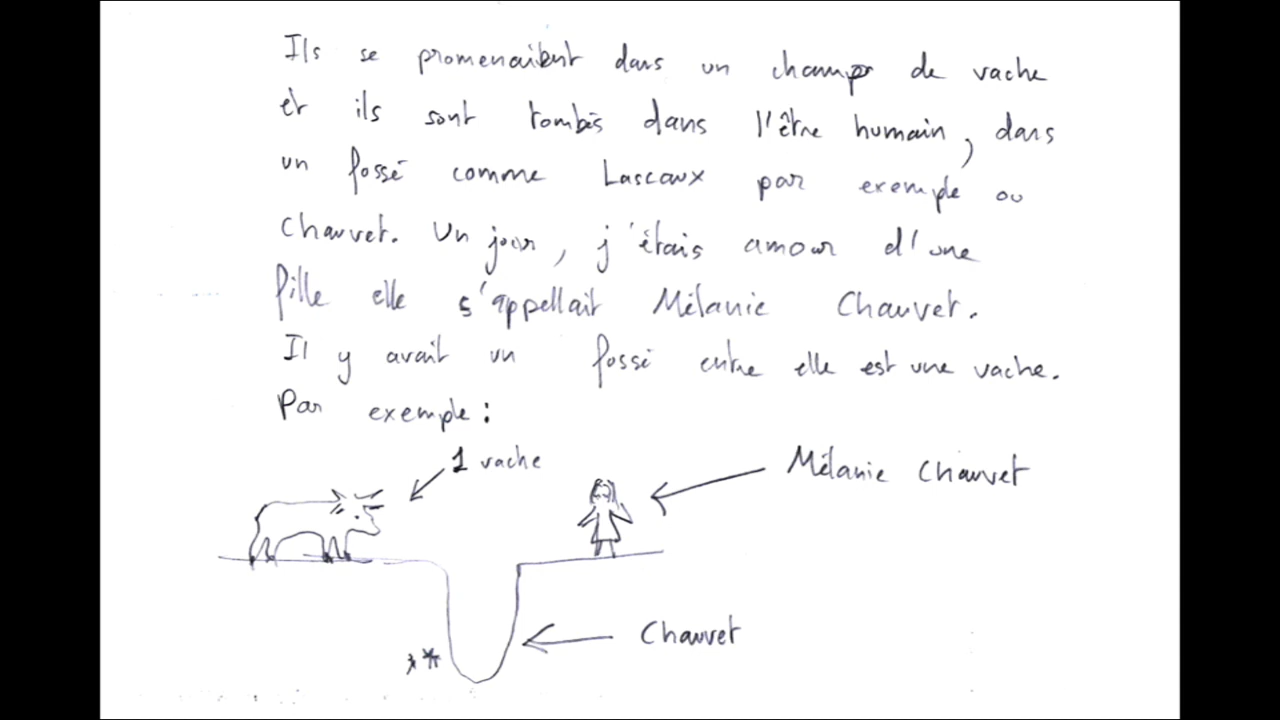 Ils se promenaient dans un champ de vache
et ils sont tombés dans l'être humain, dans
un fossé comme Lascaux par exemple ou
Chauvet. Un jour, j'étais amour d'une
fille elle s'appellait Mélanie Chauvet.
Il y avait un fossé entre elle est une vache.
Par exemple :
1 vache
Mélanie Chauvet
Chauvet